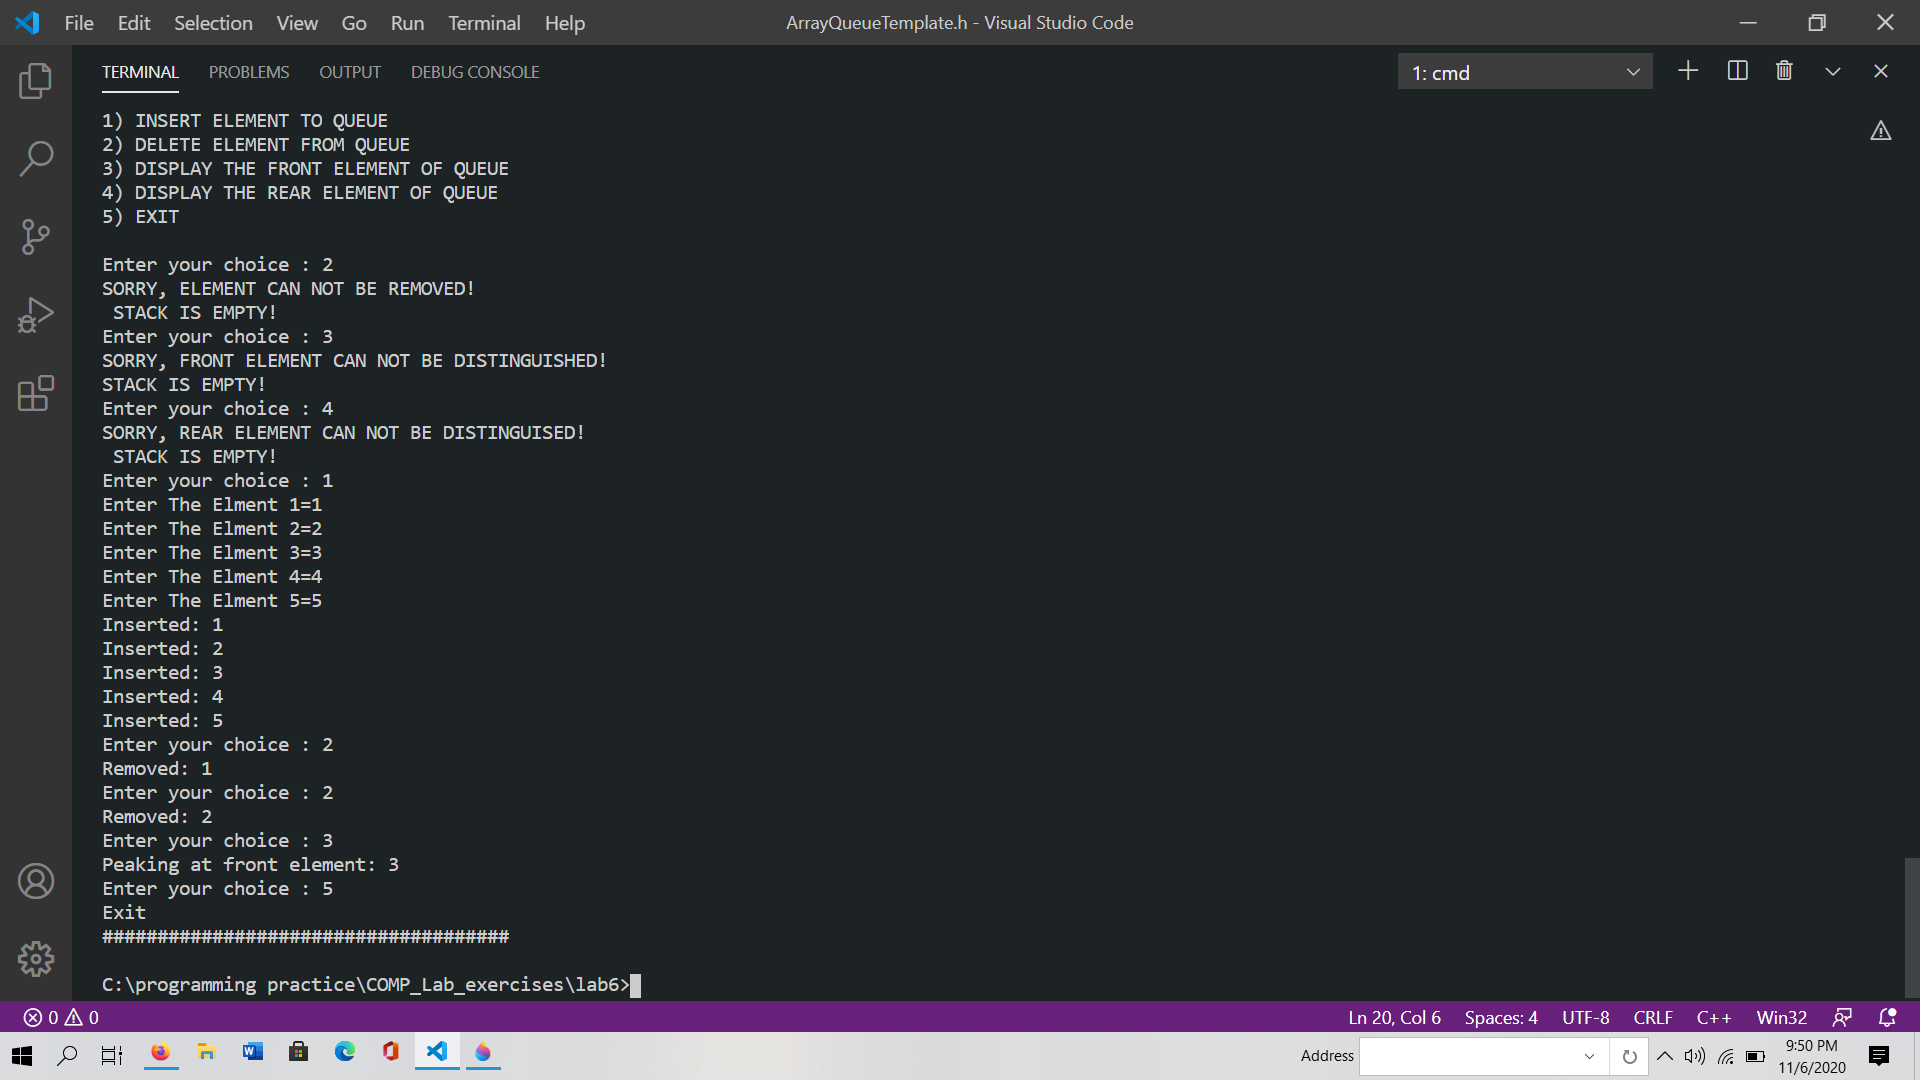 File Edit Selection View Go Run Terminal Help ArrayQueueTemplate.h - Visual Studio Code
TERMINAL PROBLEMS OUTPUT DEBUG CONSOLE 1: cmd
1) INSERT ELEMENT TO QUEUE
2) DELETE ELEMENT FROM QUEUE
3) DISPLAY THE FRONT ELEMENT OF QUEUE
4) DISPLAY THE REAR ELEMENT OF QUEUE
5) EXIT
Enter your choice : 2
SORRY, ELEMENT CAN NOT BE REMOVED!
STACK IS EMPTY!
Enter your choice : 3
SORRY, FRONT ELEMENT CAN NOT BE DISTINGUISHED!
STACK IS EMPTY!
Enter your choice : 4
SORRY, REAR ELEMENT CAN NOT BE DISTINGUISED!
STACK IS EMPTY!
Enter your choice : 1
Enter The Elment 1=1
Enter The Elment 2=2
Enter The Elment 3=3
Enter The Elment 4=4
Enter The Elment 5=5
Inserted: 1
Inserted: 2
Inserted: 3
Inserted: 4
Inserted: 5
Enter your choice : 2
Removed: 1
Enter your choice : 2
Removed: 2
Enter your choice : 3
Peaking at front element: 3
Enter your choice : 5
Exit
#####################################
C:\programming practice\COMP_Lab_exercises\lab6>
0 0 Ln 20, Col 6 Spaces: 4 UTF-8 CRLF C++ Win32
Address 9:50 PM
11/6/2020